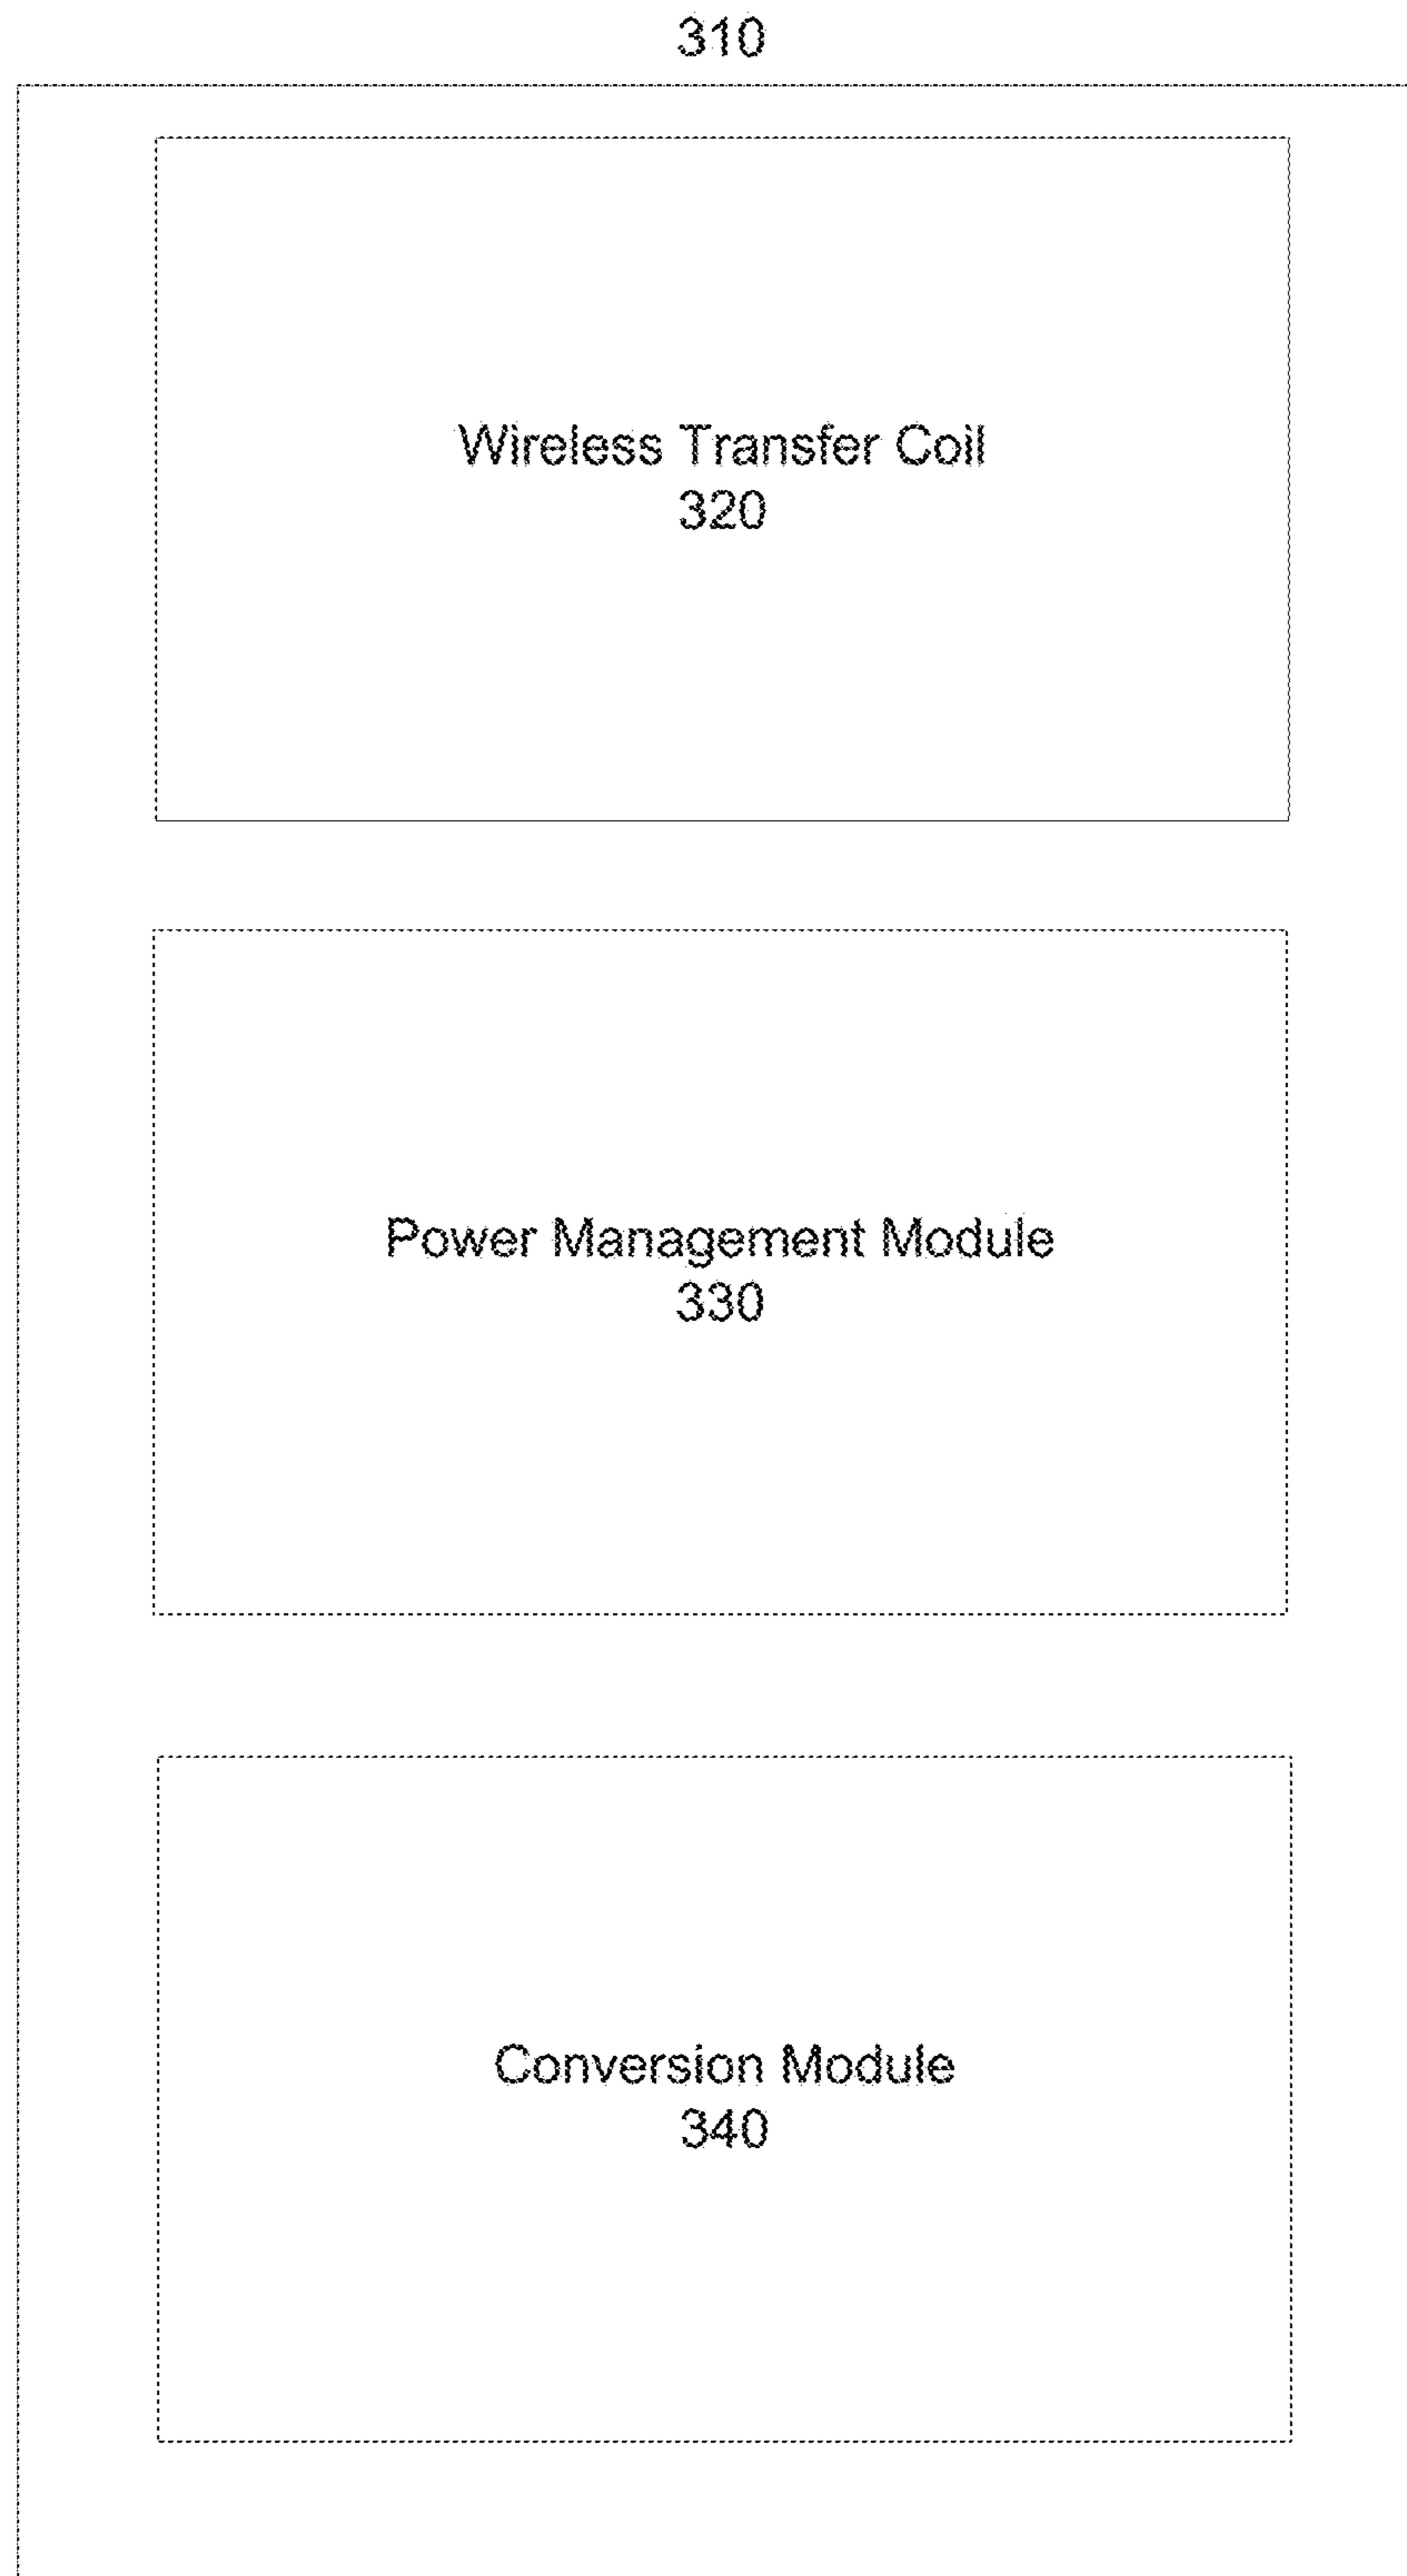 310
Wireless Transfer Coil
320
Power Management Module
330
Conversion Module
340